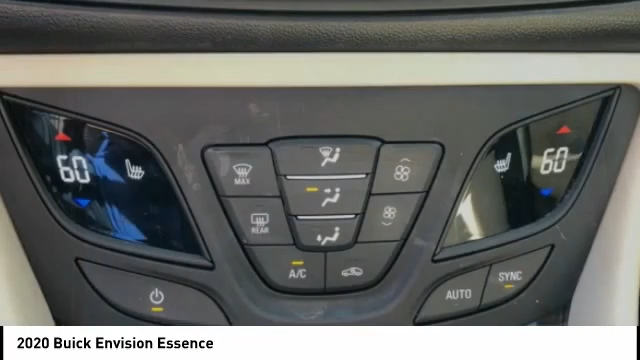 60
60
MAX
REAR
A/C
AUTO
SYNC
2020 Buick Envision Essence